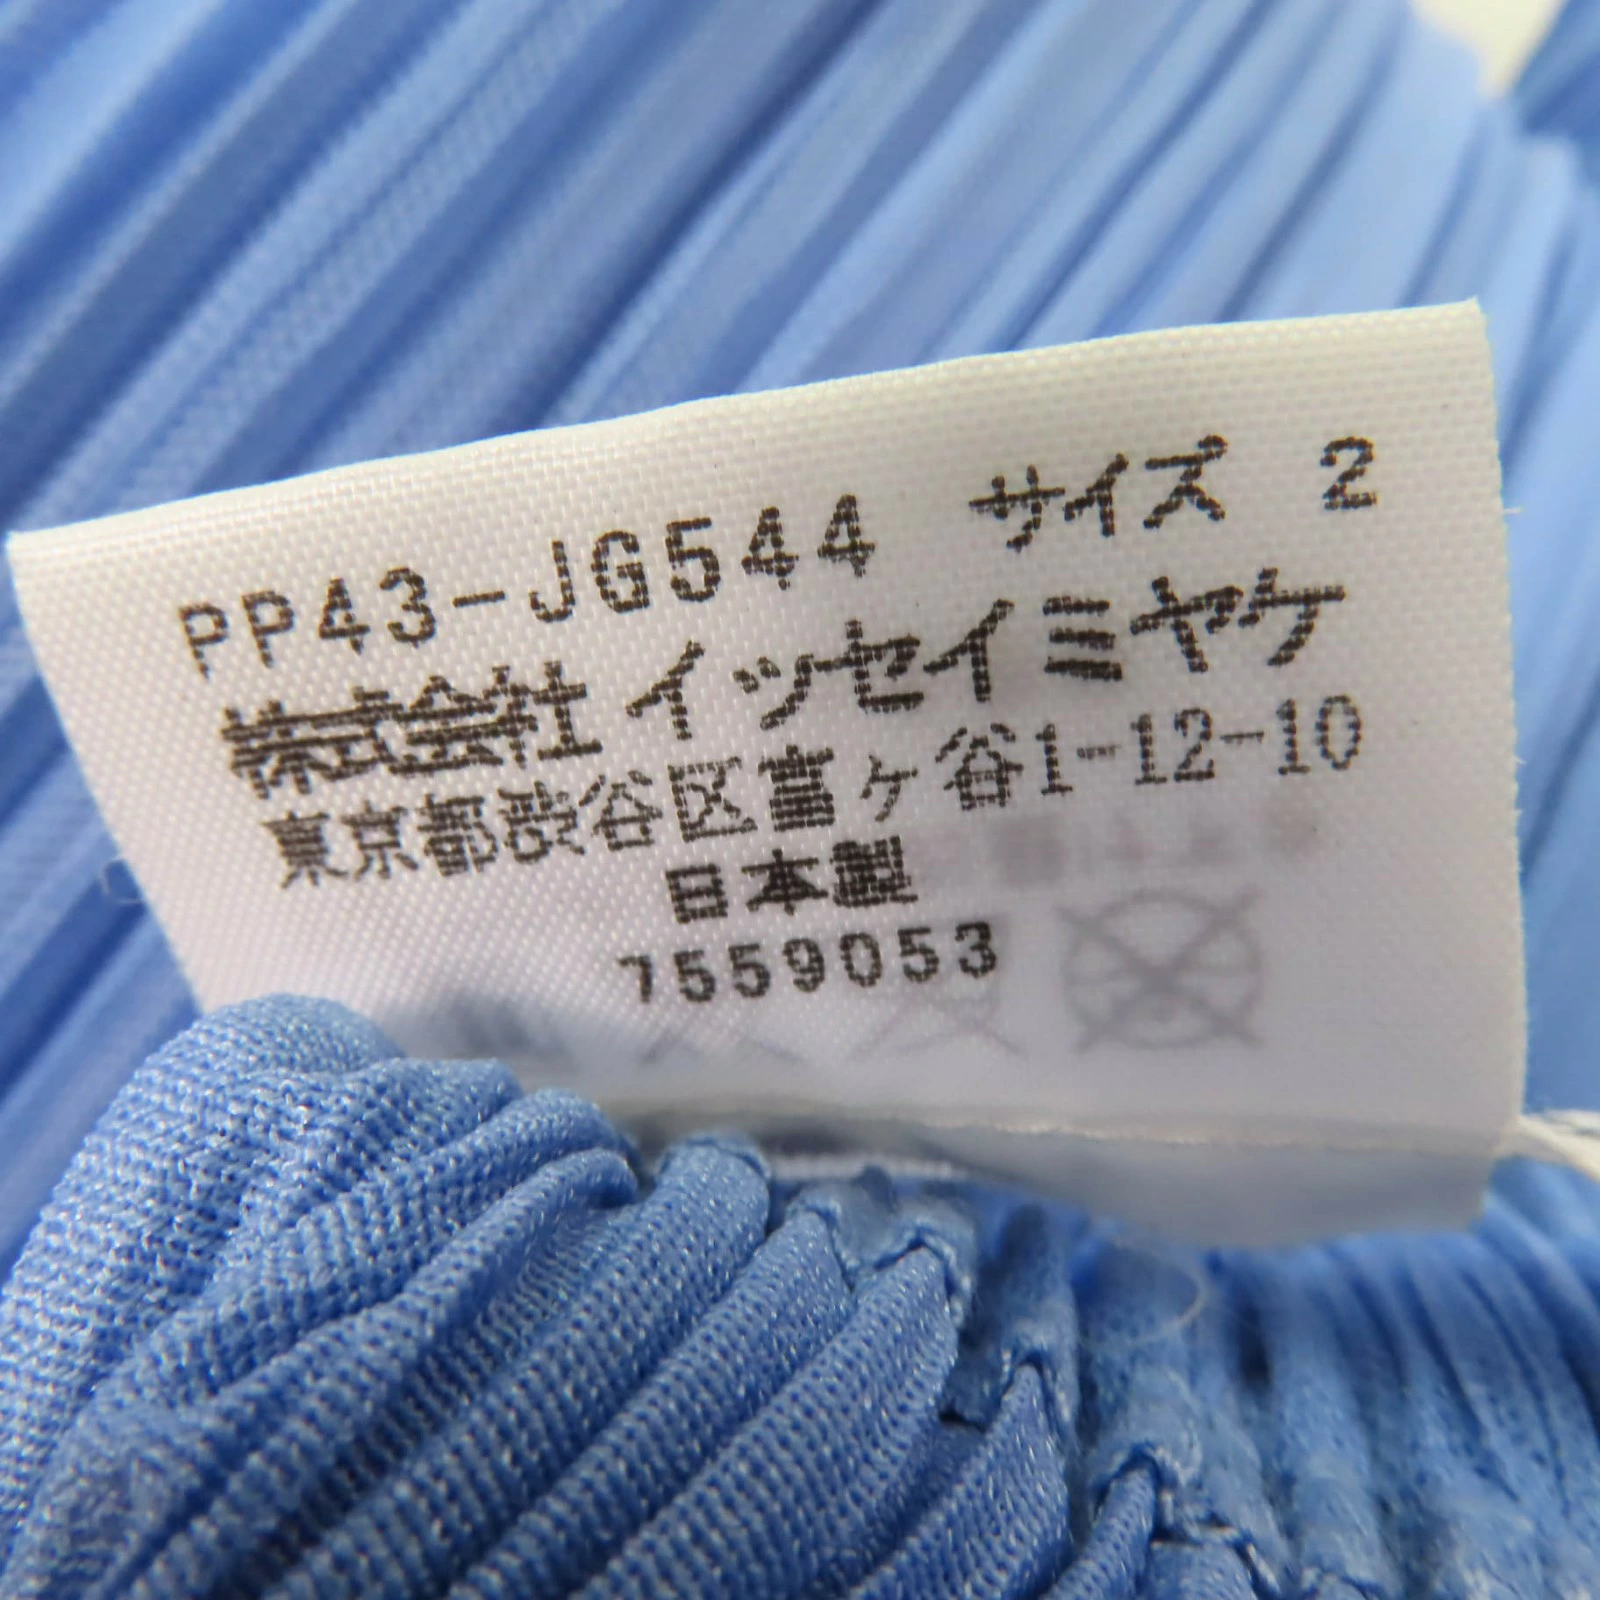 PP43-JG544 サイズ 2
株式会社 イッセイミヤケ
東京都渋谷区富ヶ谷1-12-10
日本製
7559053